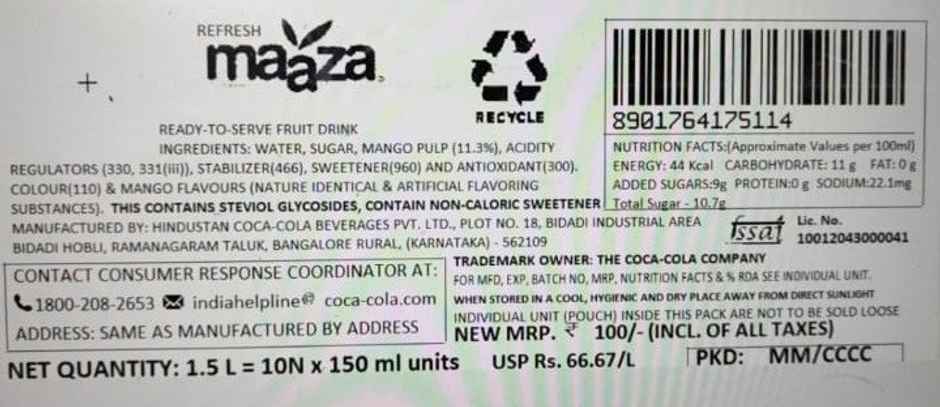 REFRESH
maaza
RECYCLE
8901764175114
READY-TO-SERVE FRUIT DRINK
INGREDIENTS: WATER, SUGAR, MANGO PULP (11.3%), ACIDITY
REGULATORS (330, 331(iii)), STABILIZER(466), SWEETENER(960) AND ANTIOXIDANT(300).
COLOUR(110) & MANGO FLAVOURS (NATURE IDENTICAL & ARTIFICIAL FLAVORING
SUBSTANCES). THIS CONTAINS STEVIOL GLYCOSIDES, CONTAIN NON-CALORIC SWEETENER
NUTRITION FACTS:(Approximate Values per 100ml)
ENERGY: 44 Kcal CARBOHYDRATE: 11 g FAT: 0 g
ADDED SUGARS:9g PROTEIN:0 g SODIUM:22.1mg
Total Sugar - 10.7g
MANUFACTURED BY: HINDUSTAN COCA-COLA BEVERAGES PVT. LTD., PLOT NO. 18, BIDADI INDUSTRIAL AREA
BIDADI HOBLI, RAMANAGARAM TALUK, BANGALORE RURAL, (KARNATAKA) - 562109
fssai
Lic. No.
10012043000041
CONTACT CONSUMER RESPONSE COORDINATOR AT:
1800-208-2653 indiahelpline@ coca-cola.com
ADDRESS: SAME AS MANUFACTURED BY ADDRESS
TRADEMARK OWNER: THE COCA-COLA COMPANY
FOR MFD, EXP, BATCH NO, MRP, NUTRITION FACTS & % RDA SEE INDIVIDUAL UNIT.
WHEN STORED IN A COOL, HYGIENIC AND DRY PLACE AWAY FROM DIRECT SUNLIGHT
INDIVIDUAL UNIT (POUCH) INSIDE THIS PACK ARE NOT TO BE SOLD LOOSE
NEW MRP. ₹ 100/- (INCL. OF ALL TAXES)
NET QUANTITY: 1.5 L = 10N x 150 ml units USP Rs. 66.67/L PKD: MM/CCCC